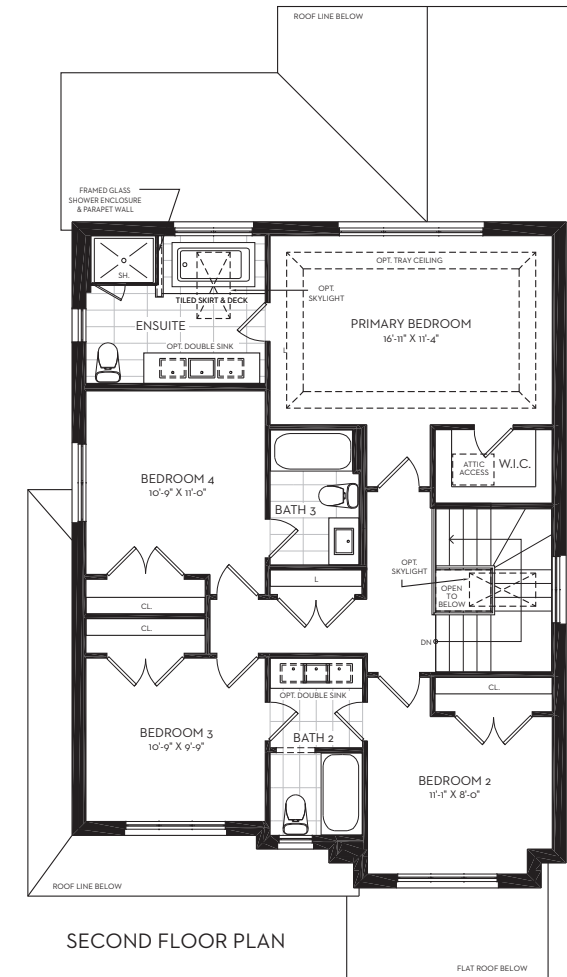 ROOF LINE BELOW
FRAMED GLASS
SHOWER ENCLOSURE
& PARAPET WALL
SH.
TILED SKIRT & DECK
OPT.
SKYLIGHT
ENSUITE
OPT. DOUBLE SINK
OPT. TRAY CEILING
PRIMARY BEDROOM
16'-11" X 11'-4"
L
BEDROOM 4
10'-9" X 11'-0"
BATH 3
ATTIC
ACCESS
W.I.C.
OPT.
SKYLIGHT
OPEN
TO
BELOW
DN
L
CL.
CL.
BEDROOM 3
10'-9" X 9'-9"
OPT. DOUBLE SINK
BATH 2
CL.
BEDROOM 2
11'-1" X 8'-0"
ROOF LINE BELOW
SECOND FLOOR PLAN
FLAT ROOF BELOW